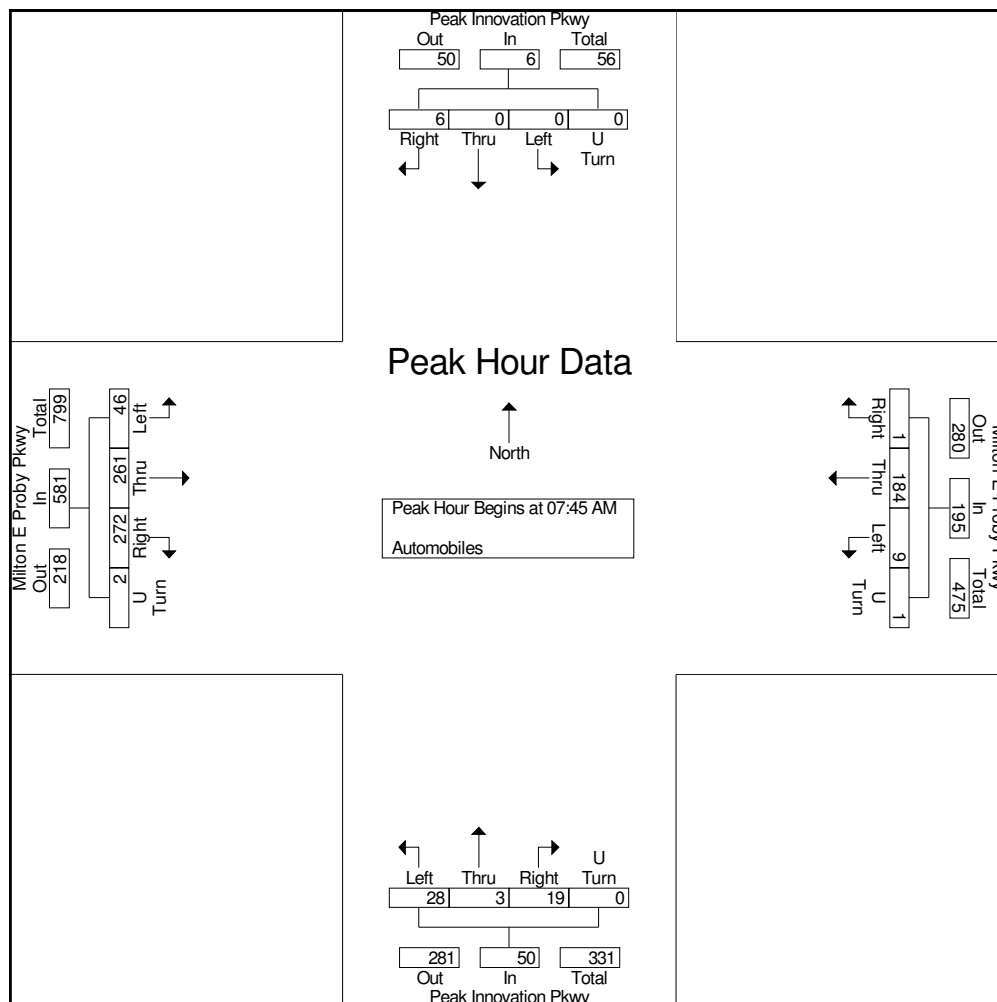 Peak Innovation Pkwy
Out In Total
50 6 56
6 0 0 0
Right Thru Left U
Turn
Peak Hour Data
North
Peak Hour Begins at 07:45 AM
Automobiles
Milton E Proby Pkwy
Out In Total
218 581 799
2 272 261 46
U Right Thru Left
Turn
Milton E Proby Pkwy
Out In Total
280 195 475
1 184 9 1
Right Thru Left U
Turn
U
Left Thru Right Turn
28 3 19 0
281 50 331
Out In Total
Peak Innovation Pkwy